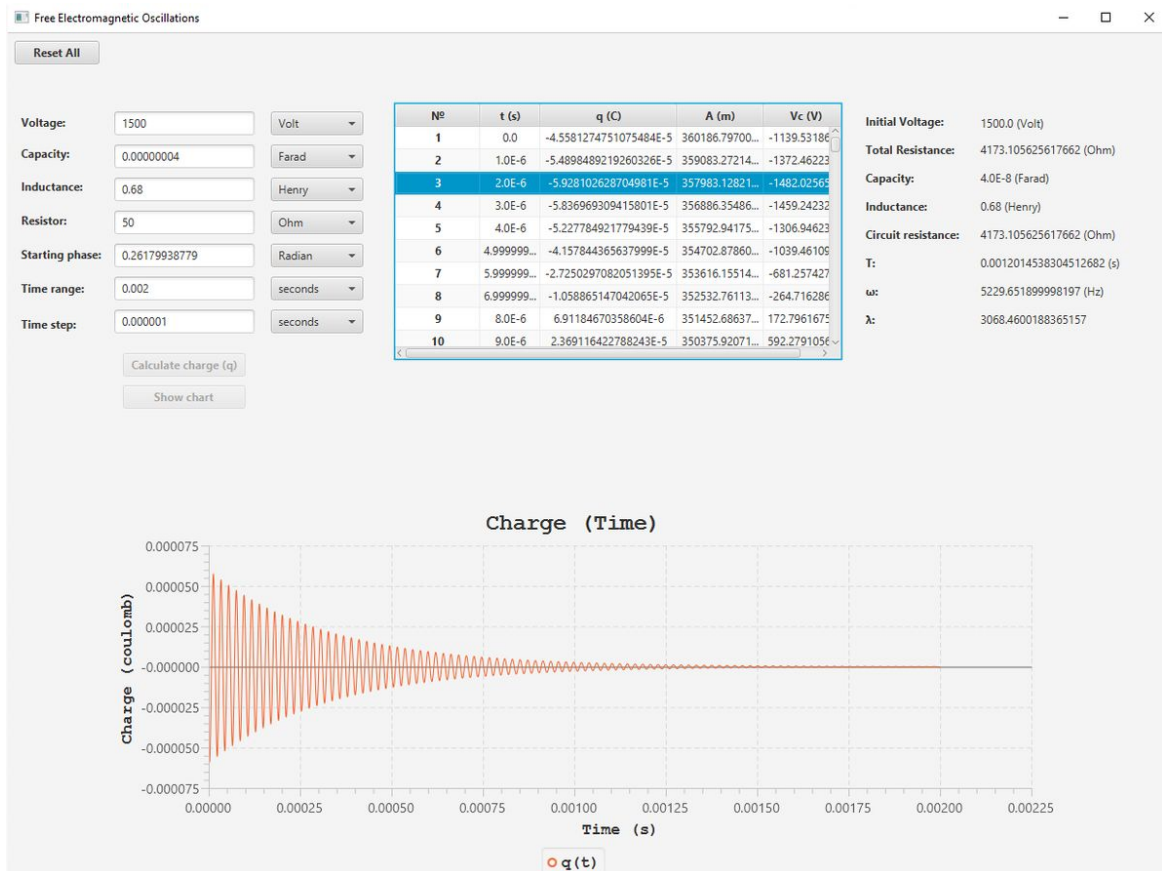 Free Electromagnetic Oscillations
Reset All
Voltage: 1500 Volt
Capacity: 0.00000004 Farad
Inductance: 0.68 Henry
Resistor: 50 Ohm
Starting phase: 0.26179938779 Radian
Time range: 0.002 seconds
Time step: 0.000001 seconds
Calculate charge (q)
Show chart
№ t (s) q (C) A (m) Vc (V)
1 0.0 -4.5581274751075484E-5 360186.79700... -1139.53186
2 1.0E-6 -5.4898489219260326E-5 359083.27214... -1372.46223
3 2.0E-6 -5.928102628704981E-5 357983.12821... -1482.02565
4 3.0E-6 -5.836969309415801E-5 356886.35486... -1459.24232
5 4.0E-6 -5.227784921779439E-5 355792.94175... -1306.94623
6 4.999999... -4.157844365637999E-5 354702.87860... -1039.46109
7 5.999999... -2.7250297082051395E-5 353616.15514... -681.257427
8 6.999999... -1.058865147042065E-5 352532.76113... -264.716286
9 8.0E-6 6.91184670358604E-6 351452.68637... 172.7961675
10 9.0E-6 2.369116422788243E-5 350375.92071... 592.2791056
Initial Voltage: 1500.0 (Volt)
Total Resistance: 4173.105625617662 (Ohm)
Capacity: 4.0E-8 (Farad)
Inductance: 0.68 (Henry)
Circuit resistance: 4173.105625617662 (Ohm)
T: 0.0012014538304512682 (s)
ω: 5229.651899998197 (Hz)
λ: 3068.4600188365157
Charge (Time)
Charge (coulomb)
0.000075
0.000050
0.000025
-0.000000
-0.000025
-0.000050
-0.000075
0.00000 0.00025 0.00050 0.00075 0.00100 0.00125 0.00150 0.00175 0.00200 0.00225
Time (s)
q(t)